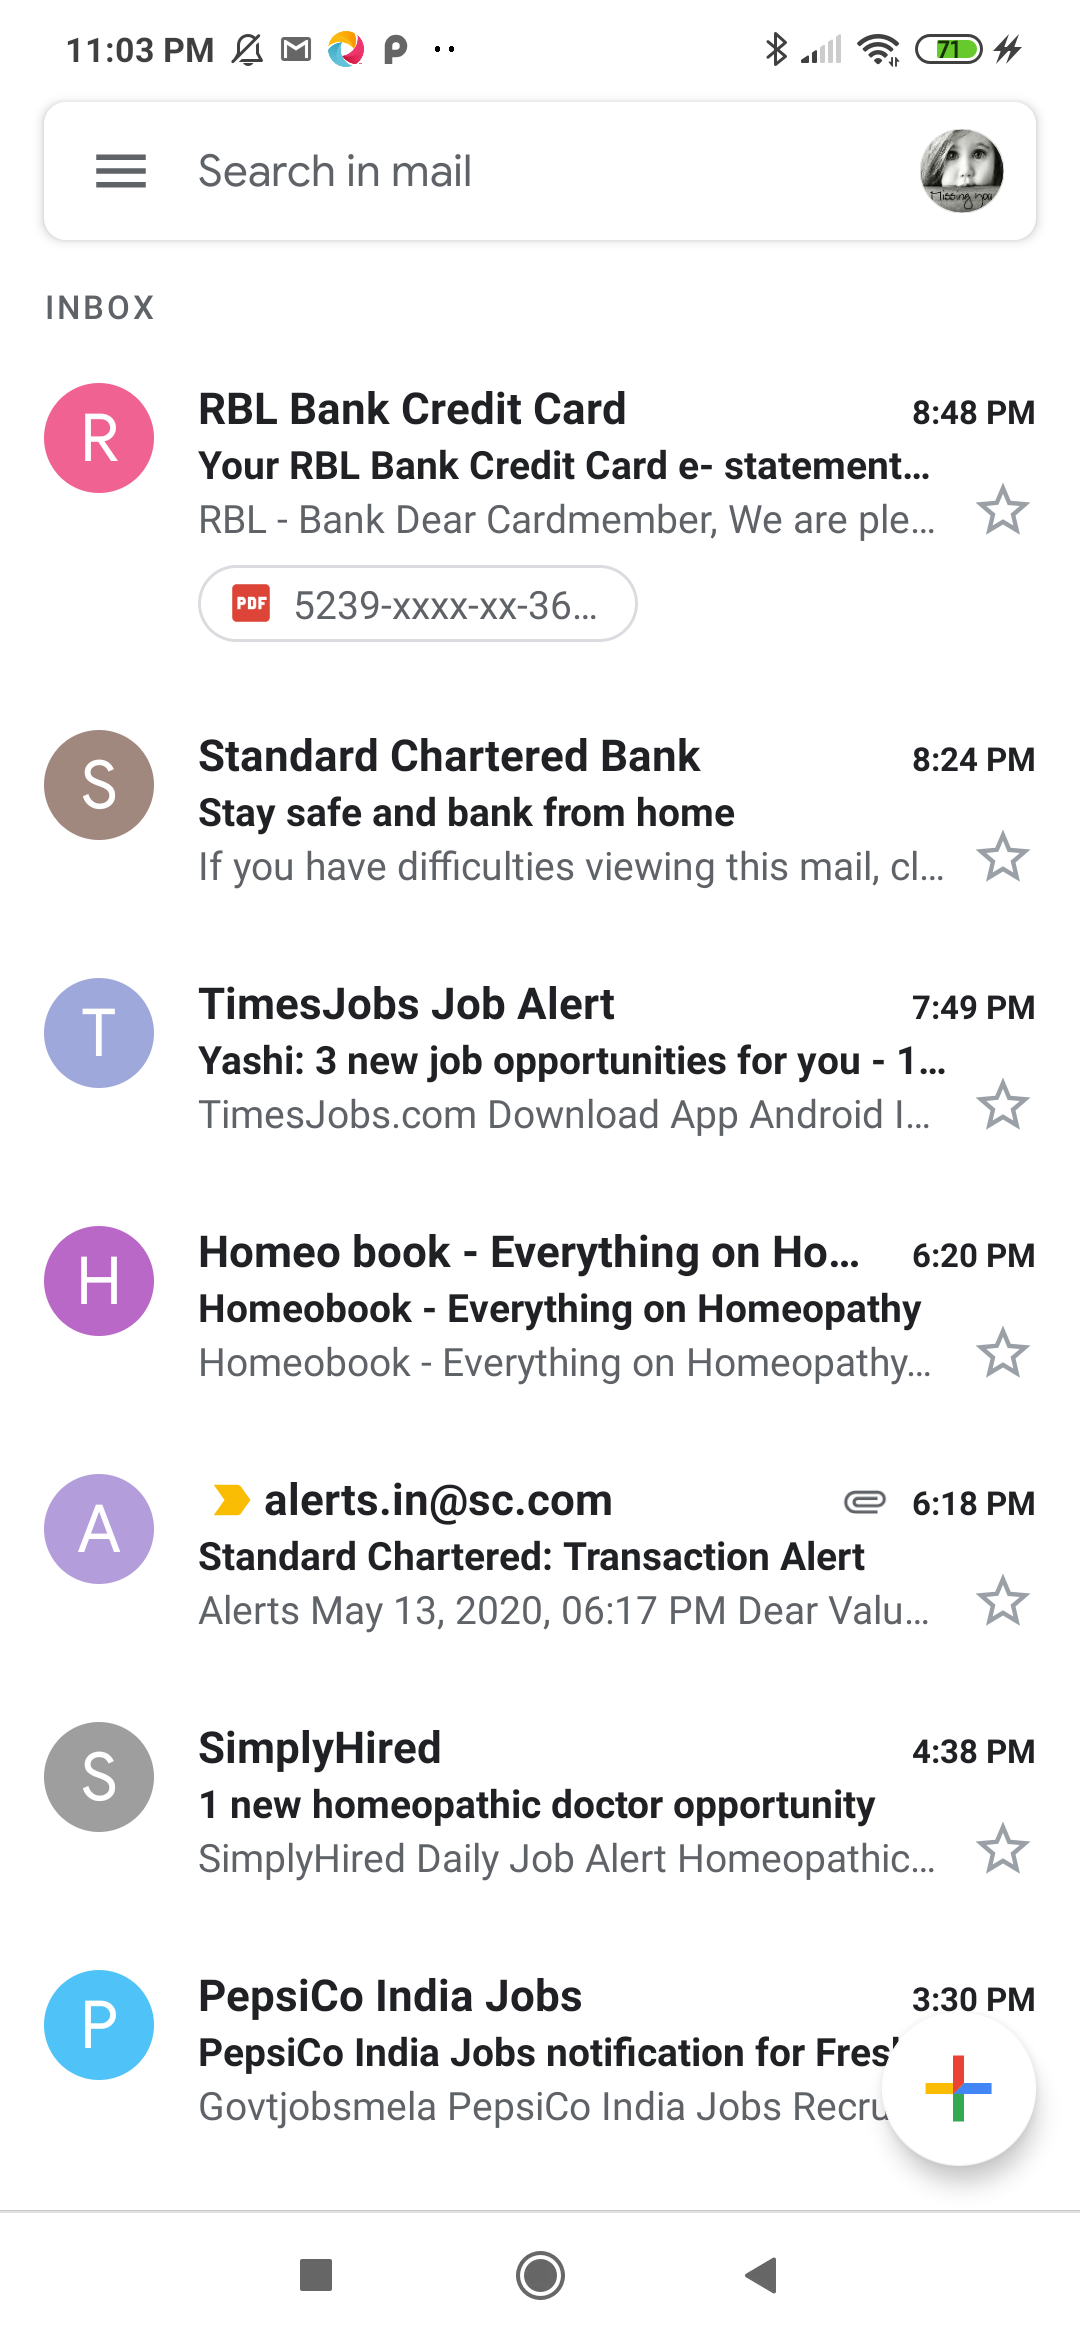 11:03 PM
71
Search in mail
Missing you
INBOX
R
RBL Bank Credit Card
8:48 PM
Your RBL Bank Credit Card e- statement...
RBL - Bank Dear Cardmember, We are ple...
PDF 5239-xxxx-xx-36...
S
Standard Chartered Bank
8:24 PM
Stay safe and bank from home
If you have difficulties viewing this mail, cl...
T
TimesJobs Job Alert
7:49 PM
Yashi: 3 new job opportunities for you - 1...
TimesJobs.com Download App Android I...
H
Homeo book - Everything on Ho...
6:20 PM
Homeobook - Everything on Homeopathy
Homeobook - Everything on Homeopathy...
A
alerts.in@sc.com
6:18 PM
Standard Chartered: Transaction Alert
Alerts May 13, 2020, 06:17 PM Dear Valu...
S
SimplyHired
4:38 PM
1 new homeopathic doctor opportunity
SimplyHired Daily Job Alert Homeopathic...
P
PepsiCo India Jobs
3:30 PM
PepsiCo India Jobs notification for
Govtjobsmela PepsiCo India Jobs